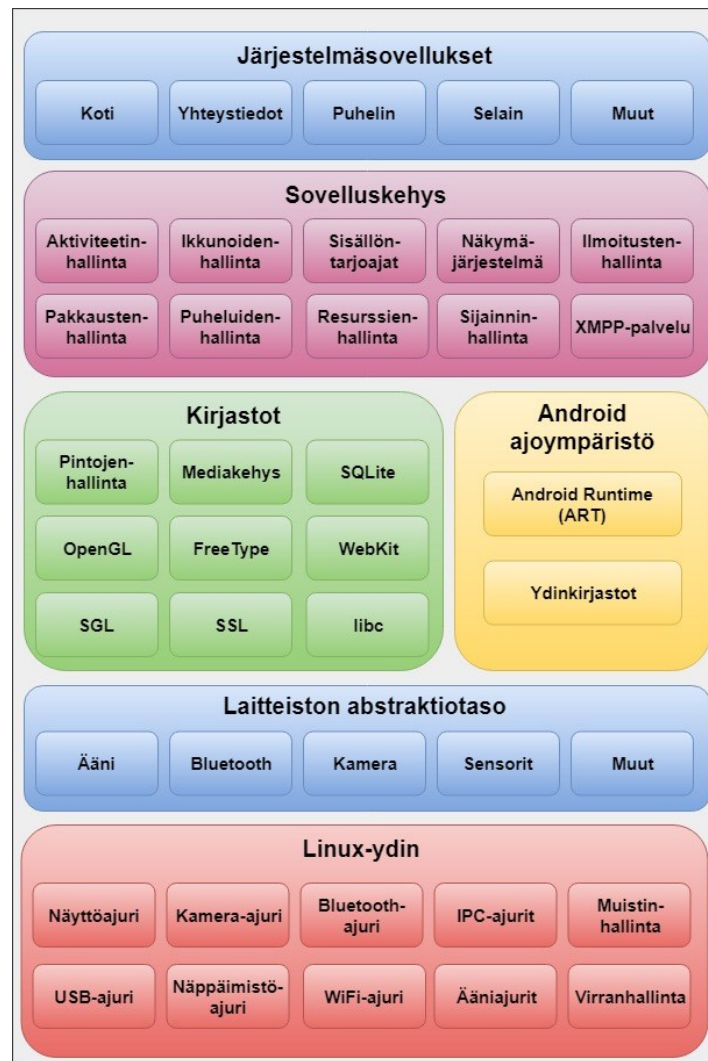 Järjestelmäsovellukset
Koti
Yhteystiedot
Puhelin
Selain
Muut
Sovelluskehys
Aktiviteetin-
hallinta
Ikkunoiden-
hallinta
Sisällön-
tarjoajat
Näkymä-
järjestelmä
Ilmoitusten-
hallinta
Pakkausten-
hallinta
Puheluiden-
hallinta
Resurssien-
hallinta
Sijainnin-
hallinta
XMPP-palvelu
Kirjastot
Pintojen-
hallinta
Mediakehys
SQLite
OpenGL
FreeType
WebKit
SGL
SSL
libc
Android
ajoympäristö
Android Runtime
(ART)
Ydinkirjastot
Laitteiston abstraktiotaso
Ääni
Bluetooth
Kamera
Sensorit
Muut
Linux-ydin
Näyttöajuri
Kamera-ajuri
Bluetooth-
ajuri
IPC-ajurit
Muistin-
hallinta
USB-ajuri
Näppäimistö-
ajuri
WiFi-ajuri
Ääniajurit
Virranhallinta